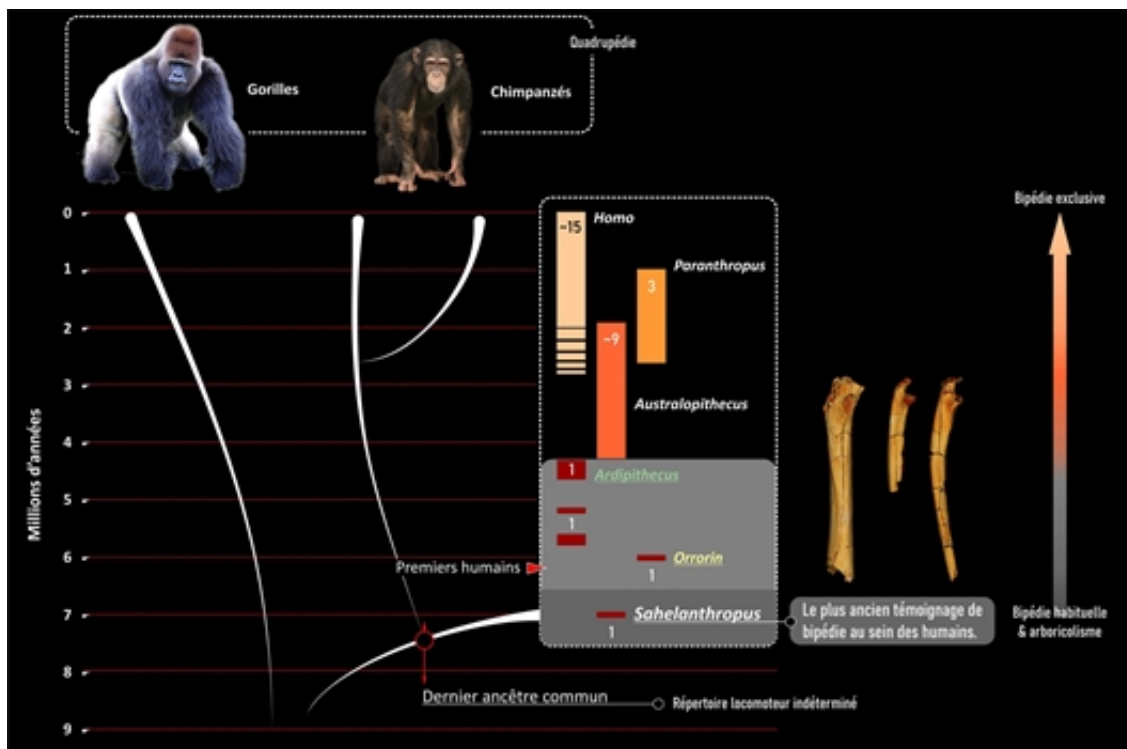 Quadrupédie
Gorilles
Chimpanzés
Millions d'années
0
1
2
3
4
5
6
7
8
9
Homo
~15
Paranthropus
3
~9
Australopithecus
1
Ardipithecus
1
Premiers humains
Orrorin
1
Sahelanthropus
1
Le plus ancien témoignage de
bipédie au sein des humains.
Dernier ancêtre commun
Répertoire locomoteur indéterminé
Bipédie exclusive
Bipédie habituelle
& arboricolisme